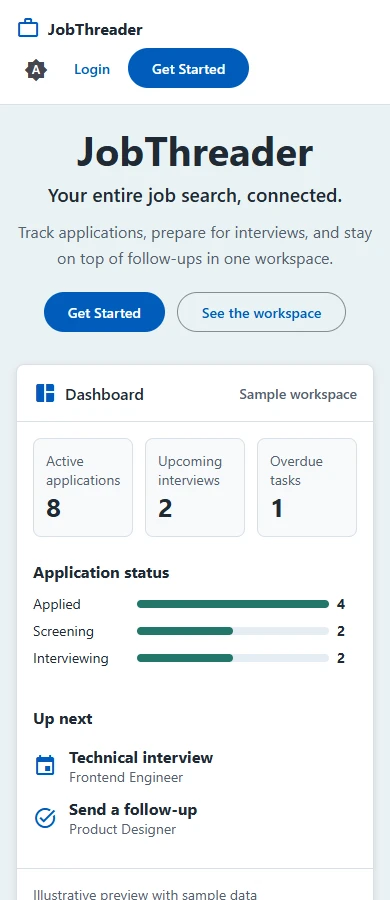 JobThreader
A
Login
Get Started
JobThreader
Your entire job search, connected.
Track applications, prepare for interviews, and stay
on top of follow-ups in one workspace.
Get Started
See the workspace
Dashboard
Sample workspace
Active
applications
8
Upcoming
interviews
2
Overdue
tasks
1
Application status
Applied 4
Screening 2
Interviewing 2
Up next
Technical interview
Frontend Engineer
Send a follow-up
Product Designer
Illustrative preview with sample data